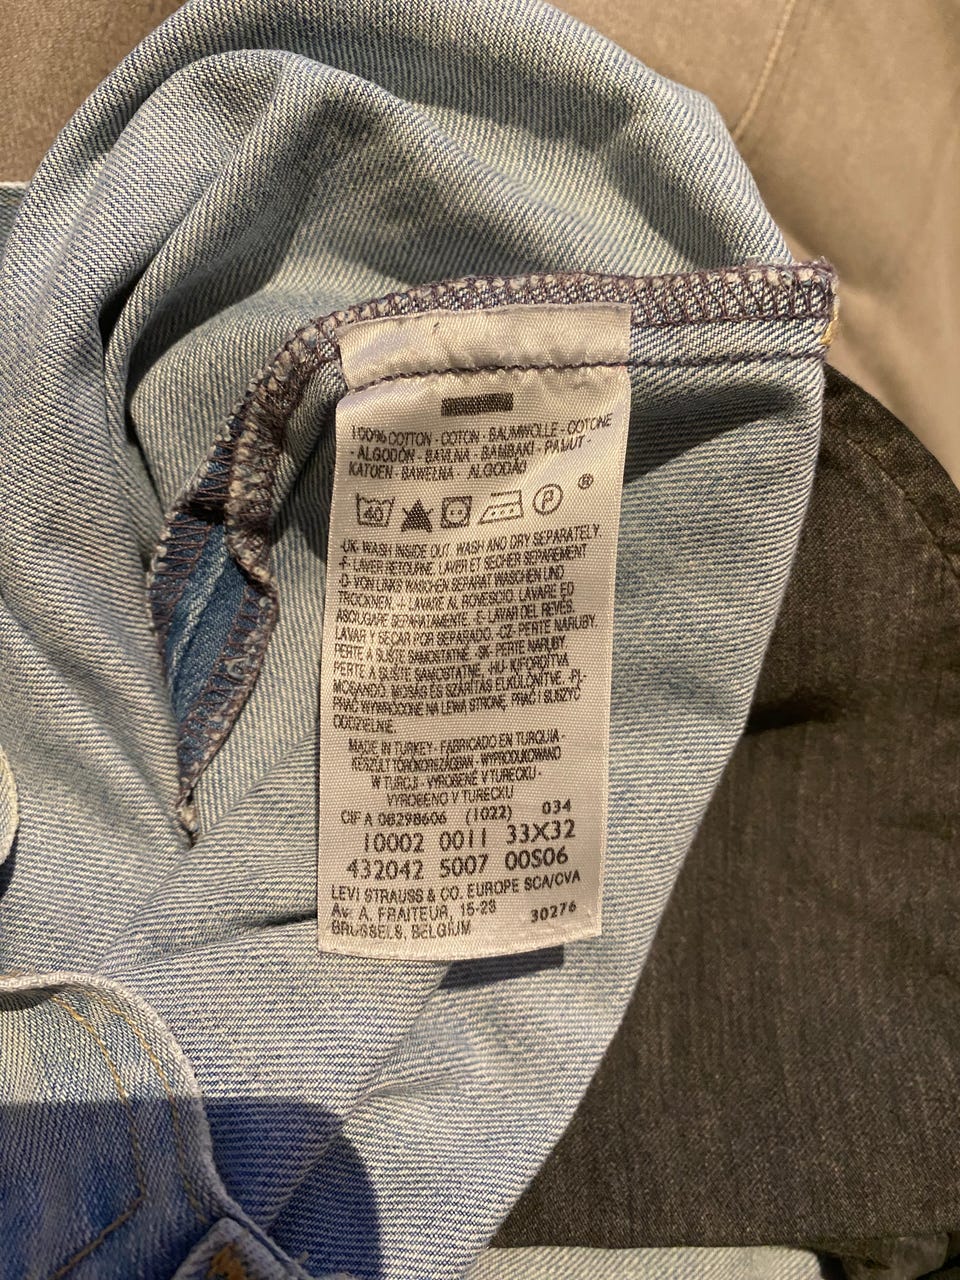 100% COTTON - COTON - BAUMWOLLE - COTONE
- ALGODÓN - BAVLNA - BAMBAKI - PAMUT -
KATOEN - BAWEŁNA - ALGODÃO
40 P ®
-UK- WASH INSIDE OUT. WASH AND DRY SEPARATELY.
-F- LAVER RETOURNE. LAVER ET SECHER SEPAREMENT
-D- VON LINKS WASCHEN SEPARAT WASCHEN UND
TROCKNEN. -I- LAVARE AL ROVESCIO. LAVARE ED
ASCIUGARE SEPARATAMENTE. -E- LAVAR DEL REVÉS.
LAVAR Y SECAR POR SEPARADO. -CZ- PERTE NARUBY.
PERTE A SUŠTE SAMOSTATNE. -SK- PERTE NARUBY
PERTE A SUŠTE SAMOSTATNE. -HU- KIFORDÍTVA
MOSANDÓ. MOSÁS ÉS SZÁRÍTÁS ELKÜLÖNÍTVE. -PL-
PRAĆ WYWRÓCONE NA LEWĄ STRONĘ. PRAĆ I SUSZYĆ
ODDZIELNIE.
MADE IN TURKEY - FABRICADO EN TURQUIA -
KÉSZÜLT TÖRÖKORSZÁGBAN - WYPRODUKOWANO
W TURCJI - VYROBENÉ V TURECKU -
VYROBENO V TURECKU
CIF A 08298606 (1022) 034
10002 0011 33X32
432042 5007 00S06
LEVI STRAUSS & CO. EUROPE SCA/CVA
Av. A. FRAITEUR, 15-23 30276
BRUSSELS, BELGIUM